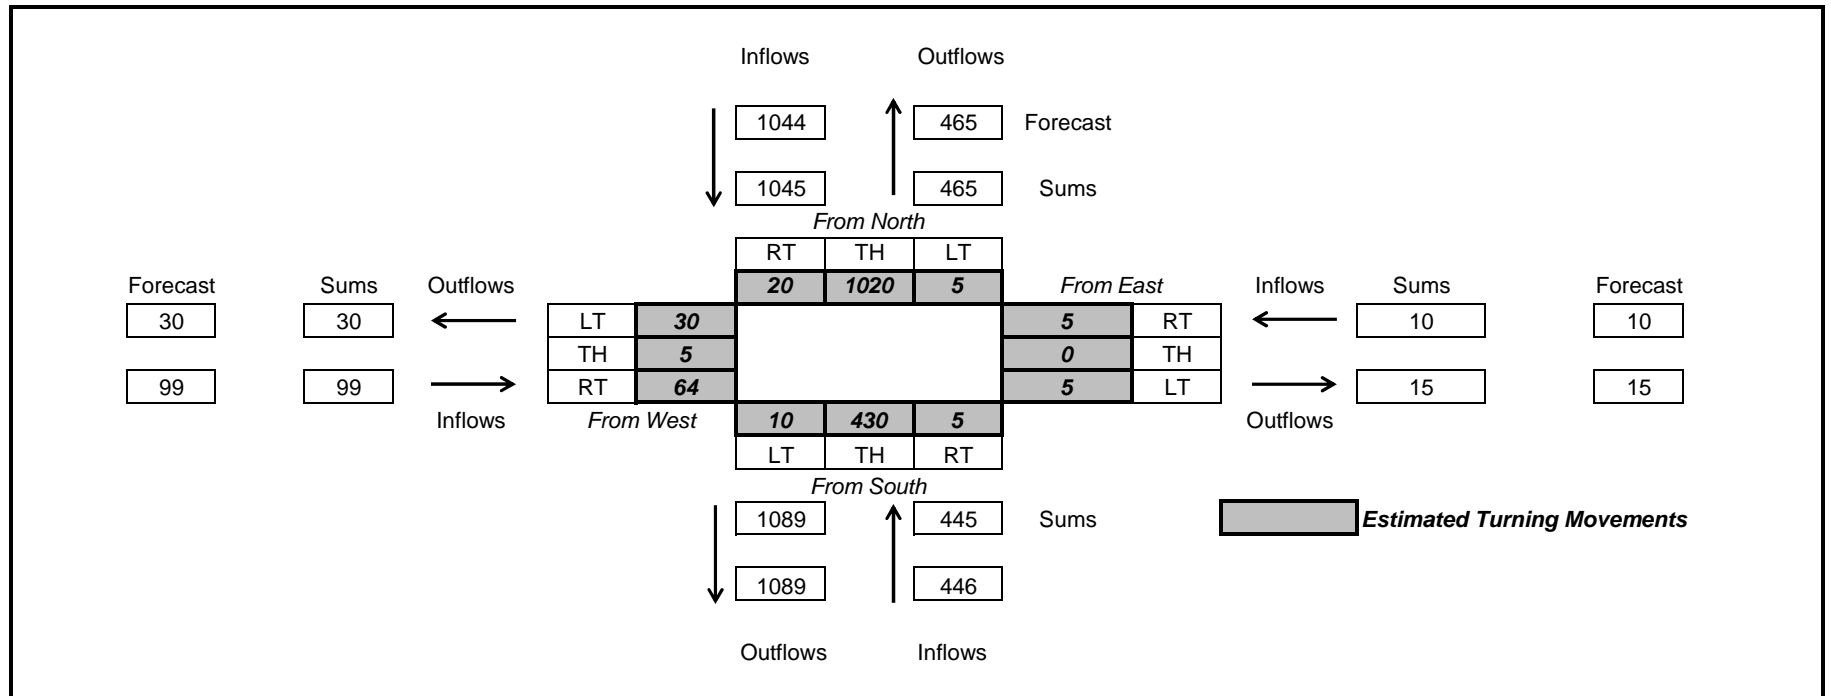 Inflows Outflows
1044 465 Forecast
1045 465 Sums
From North
RT TH LT
Forecast Sums Outflows 20 1020 5 From East Inflows Sums Forecast
30 30 LT 30 5 RT 10 10
TH 5 0 TH
99 99 RT 64 5 LT 15 15
Inflows From West 10 430 5 Outflows
LT TH RT
From South
1089 445 Sums Estimated Turning Movements
1089 446
Outflows Inflows